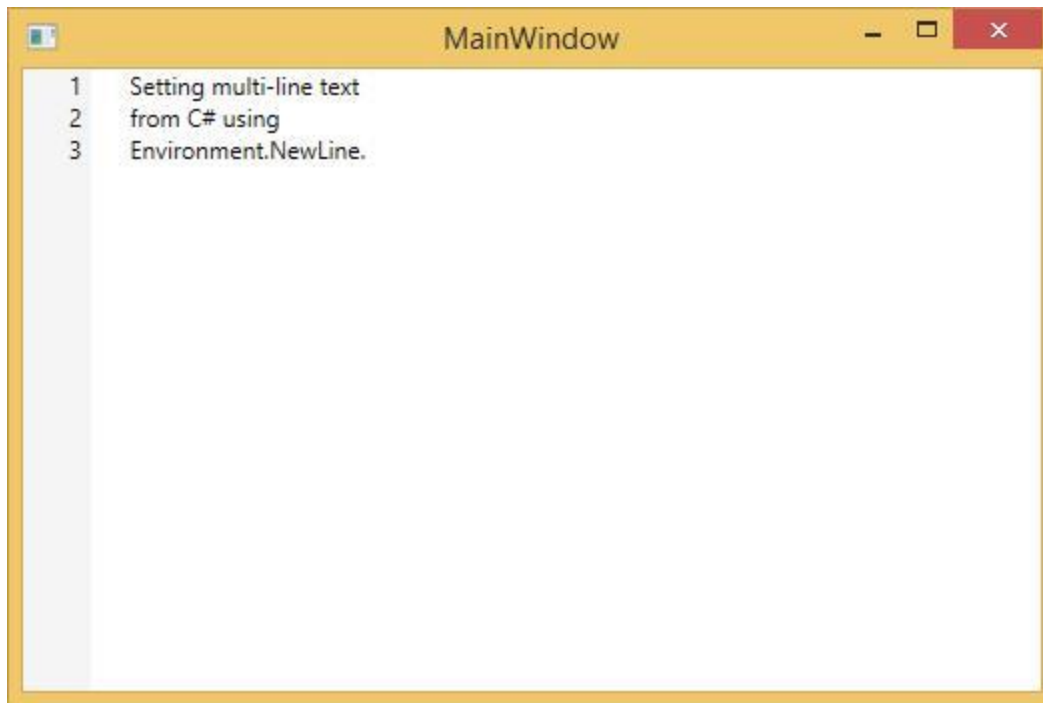 MainWindow
1 Setting multi-line text
2 from C# using
3 Environment.NewLine.